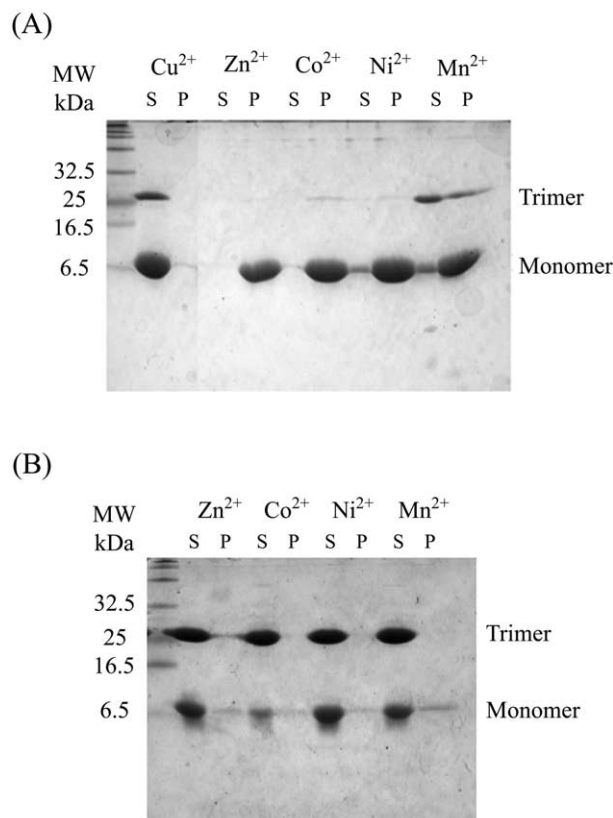 (A)
MW
kDa
Cu²⁺ Zn²⁺ Co²⁺ Ni²⁺ Mn²⁺
S P S P S P S P S P
32.5
25 Trimer
16.5
6.5 Monomer
(B)
MW
kDa
Zn²⁺ Co²⁺ Ni²⁺ Mn²⁺
S P S P S P S P
32.5
25 Trimer
16.5
6.5 Monomer